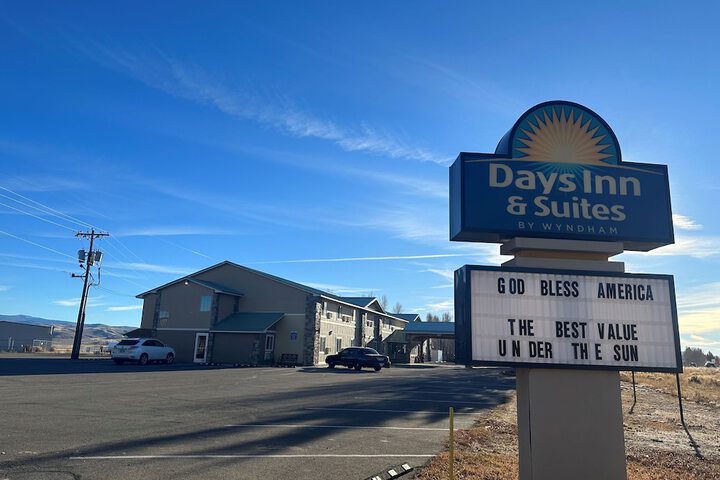 Days Inn
& Suites
BY WYNDHAM
GOD BLESS AMERICA
THE BEST VALUE
UNDER THE SUN